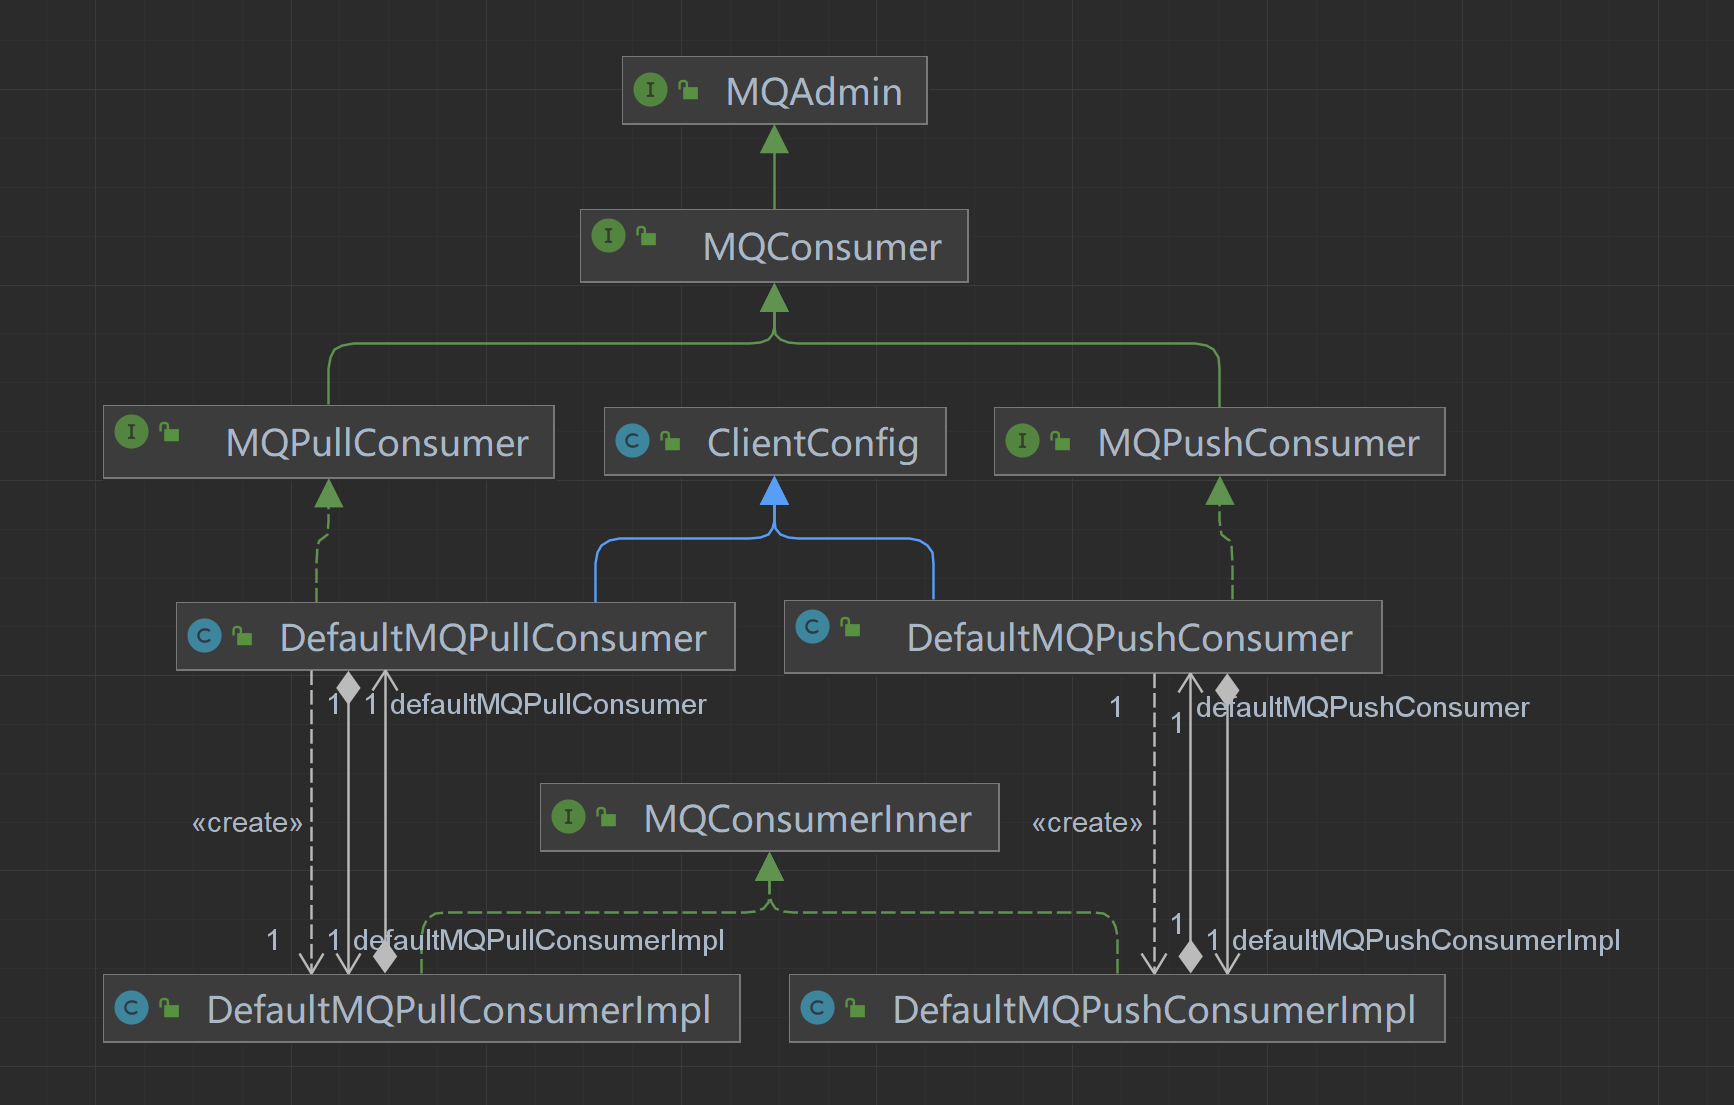 I MQAdmin
I MQConsumer
I MQPullConsumer
C ClientConfig
I MQPushConsumer
C DefaultMQPullConsumer
C DefaultMQPushConsumer
1 1 defaultMQPullConsumer
1 1 defaultMQPushConsumer
I MQConsumerInner
«create»
«create»
1 1 defaultMQPullConsumerImpl
1 1 defaultMQPushConsumerImpl
C DefaultMQPullConsumerImpl
C DefaultMQPushConsumerImpl